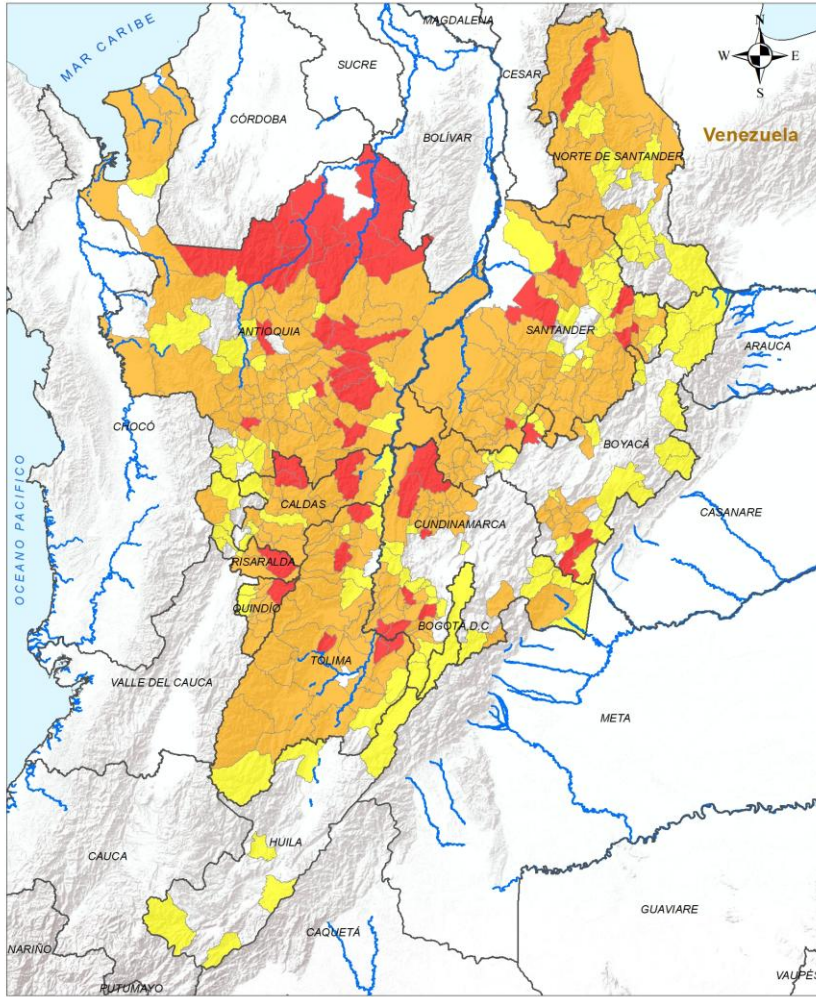 MAR CARIBE
MAGDALENA
N
W E
S
SUCRE
CESAR
CÓRDOBA
BOLÍVAR
Venezuela
NORTE DE SANTANDER
ANTIOQUIA
SANTANDER
ARAUCA
CHOCÓ
BOYACÁ
OCEANO PACIFICO
CALDAS
CUNDINAMARCA
CASANARE
RISARALDA
QUINDÍO
BOGOTÁ D.C
TOLIMA
VALLE DEL CAUCA
META
HUILA
CAUCA
GUAVIARE
CAQUETÁ
NARIÑO
PUTUMAYO
VAUPÉS